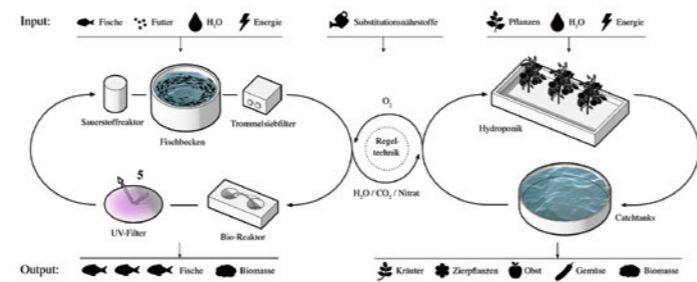 Input: Fische Futter H₂O Energie Substitutionsnährstoffe Pflanzen H₂O Energie
Sauerstoffreaktor
Fischbecken
Trommelsiebfilter
O₂
Regel-
technik
H₂O / CO₂ / Nitrat
Hydroponik
5
UV-Filter
Bio-Reaktor
Catchtanks
Output: Fische Biomasse Kräuter Zierpflanzen Obst Gemüse Biomasse